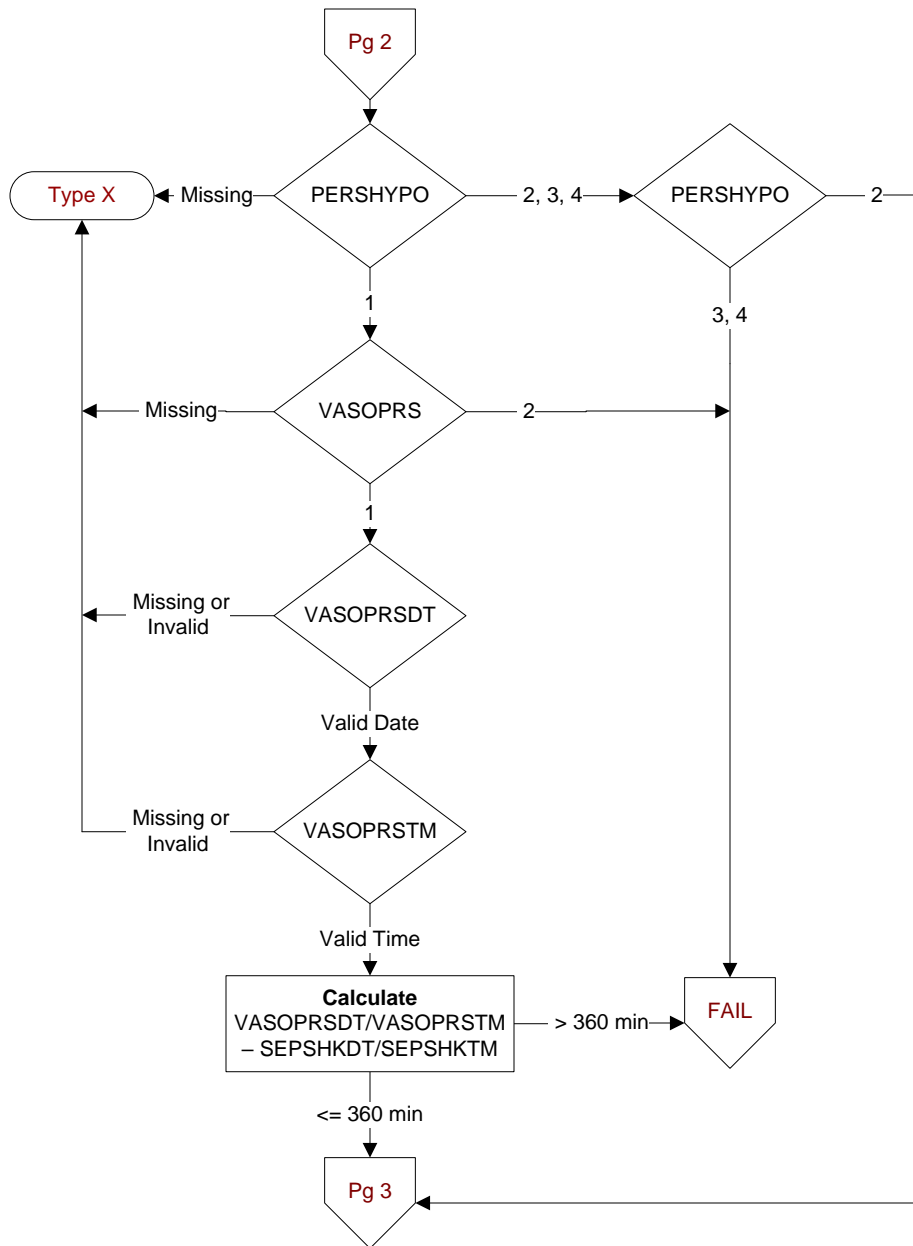 Pg 2
Type X
Missing
PERSHYPO
2, 3, 4
PERSHYPO
2
1
3, 4
Missing
VASOPRS
2
1
Missing or
Invalid
VASOPRSDT
Valid Date
Missing or
Invalid
VASOPRSTM
Valid Time
Calculate
VASOPRSDT/VASOPRSTM
– SEPSHKDT/SEPSHKTM
> 360 min
FAIL
<= 360 min
Pg 3